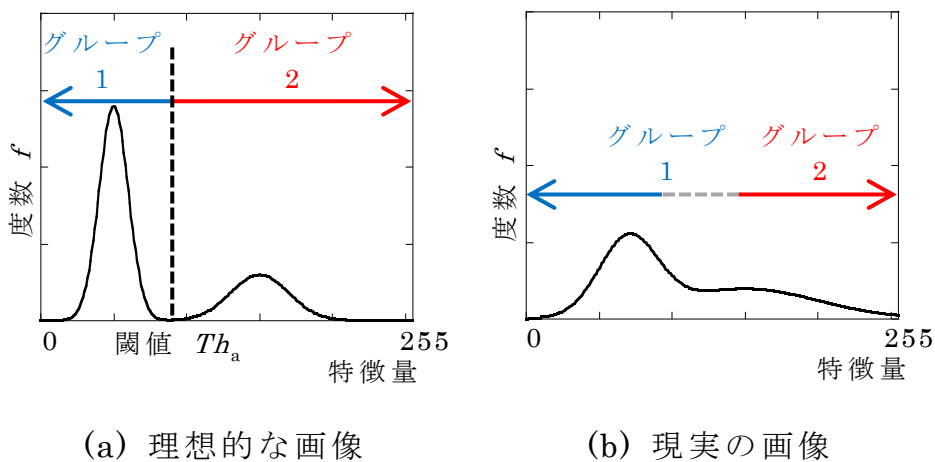 グループ
1
グループ
2
度数 f
0
255
閾値 Th_a
特徴量
(a) 理想的な画像
グループ
1
グループ
2
度数 f
0
255
特徴量
(b) 現実の画像